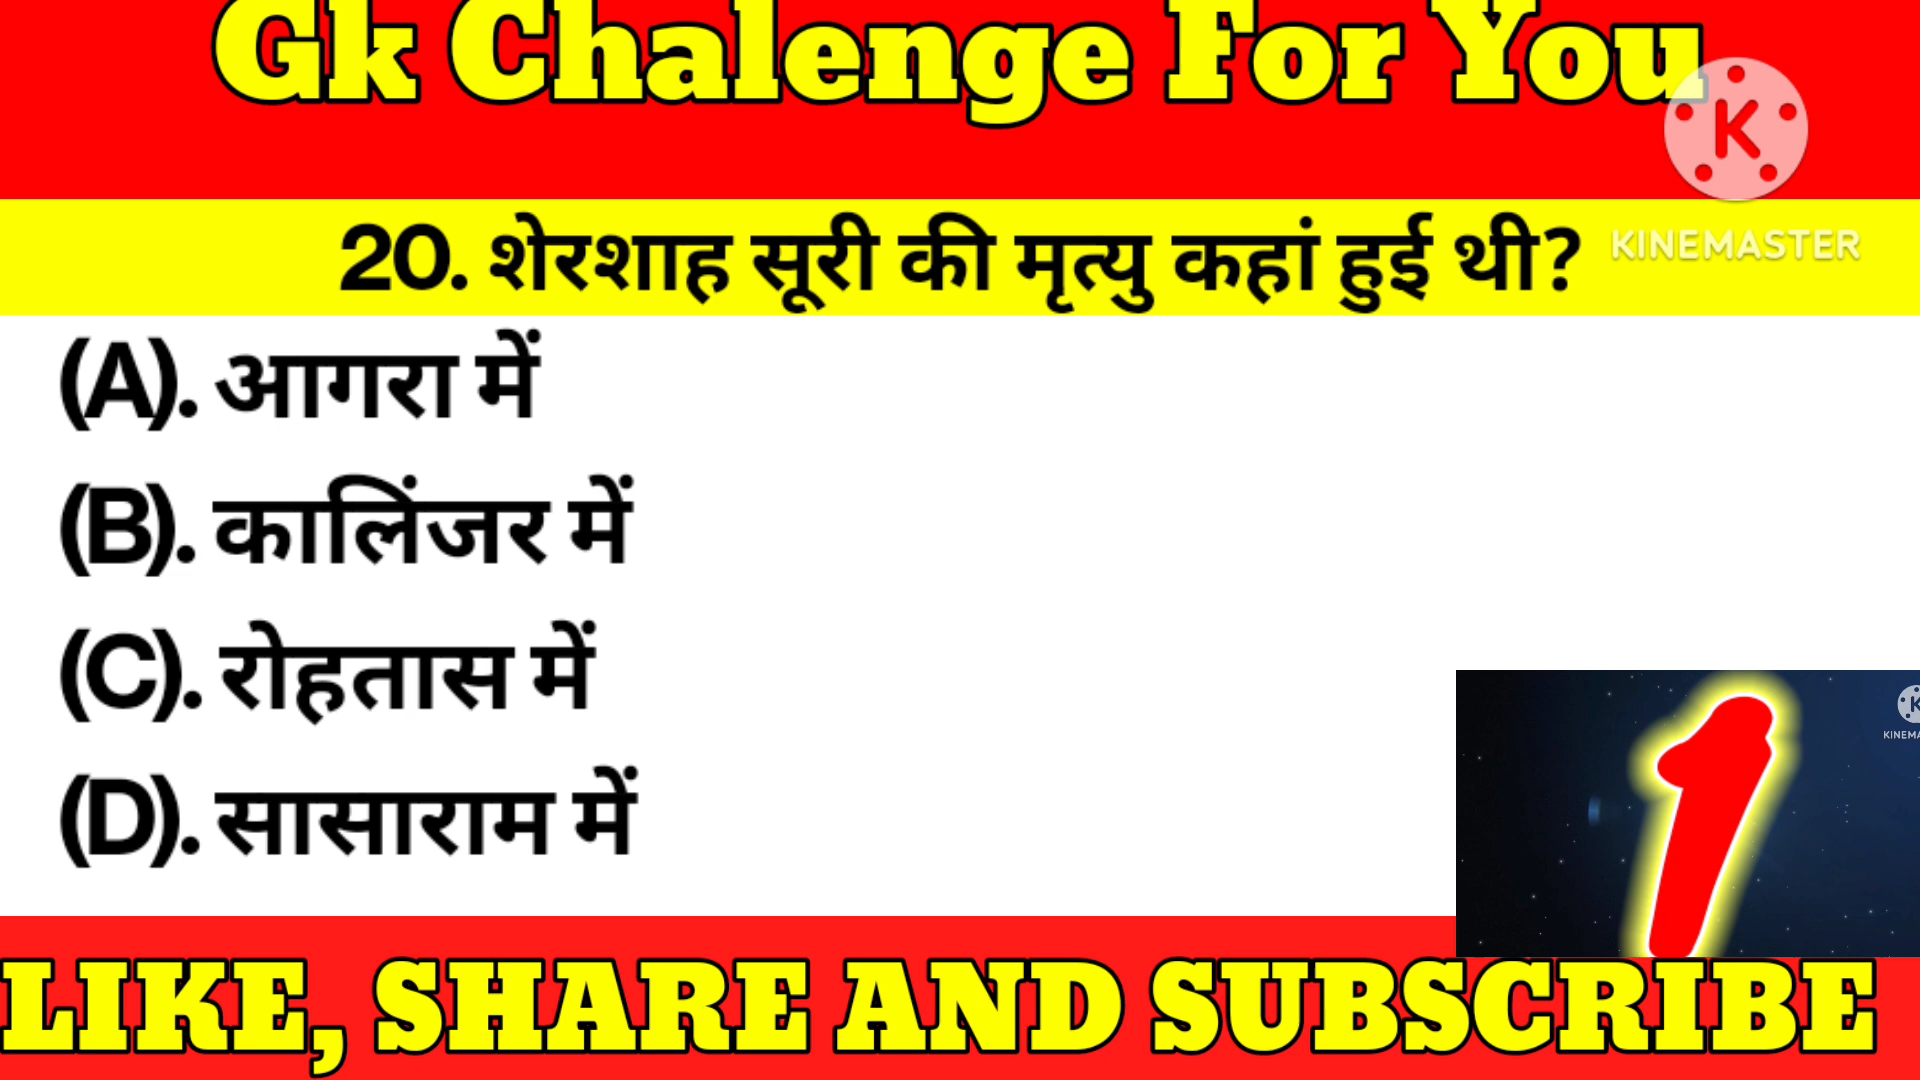 Gk Chalenge For You
K
KINEMASTER
20. शेरशाह सूरी की मृत्यु कहां हुई थी?
(A). आगरा में
(B). कालिंजर में
(C). रोहतास में
(D). सासाराम में
1
LIKE, SHARE AND SUBSCRIBE